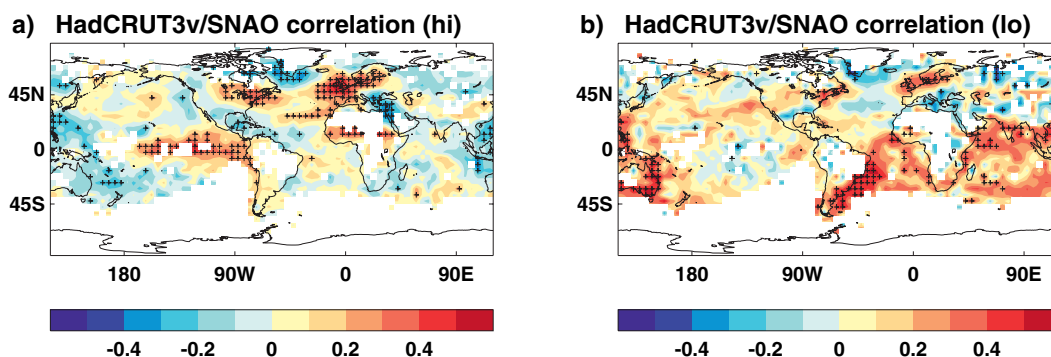 a) HadCRUT3v/SNAO correlation (hi)
45N
0
45S
180 90W 0 90E
-0.4 -0.2 0 0.2 0.4
b) HadCRUT3v/SNAO correlation (lo)
45N
0
45S
180 90W 0 90E
-0.4 -0.2 0 0.2 0.4